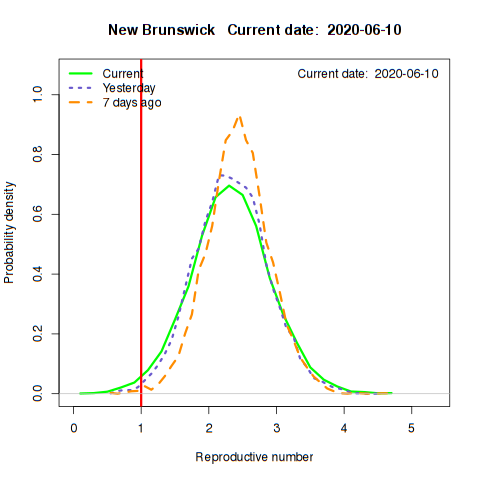 New Brunswick   Current date:  2020-06-10
Current
Yesterday
7 days ago
Current date:  2020-06-10
Probability density
1.0
0.8
0.6
0.4
0.2
0.0
0 1 2 3 4 5
Reproductive number